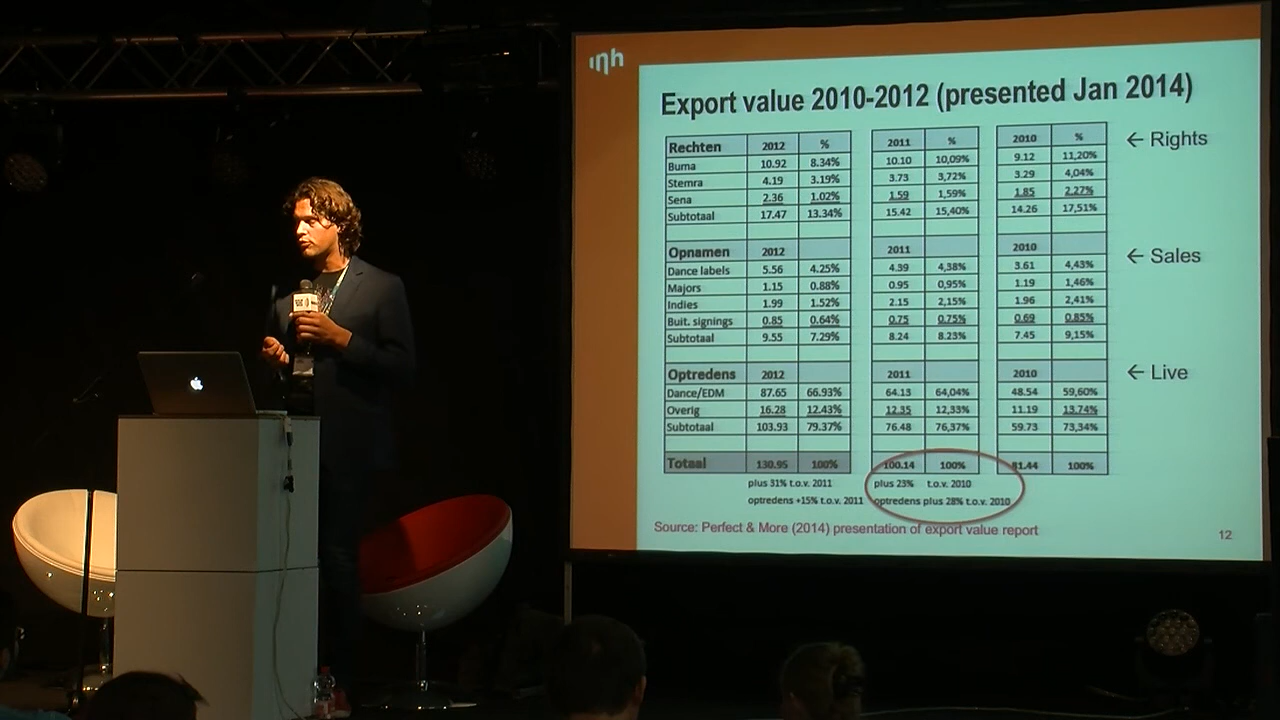 ınh
Export value 2010-2012 (presented Jan 2014)
Rechten 2012 % 2011 % 2010 % ← Rights
Buma 10.92 8.34% 10.10 10,09% 9.12 11,20%
Stemra 4.19 3.19% 3.73 3,72% 3.29 4,04%
Sena 2.36 1.02% 1.59 1,59% 1.85 2,27%
Subtotaal 17.47 13.34% 15.42 15,40% 14.26 17,51%
Opnamen 2012 2011 2010 ← Sales
Dance labels 5.56 4.25% 4.39 4,38% 3.61 4,43%
Majors 1.15 0.88% 0.95 0,95% 1.19 1,46%
Indies 1.99 1.52% 2.15 2,15% 1.96 2,41%
Buit. signings 0.85 0.64% 0.75 0.75% 0.69 0.85%
Subtotaal 9.55 7.29% 8.24 8.23% 7.45 9,15%
Optredens 2012 2011 2010 ← Live
Dance/EDM 87.65 66.93% 64.13 64,04% 48.54 59,60%
Overig 16.28 12.43% 12.35 12,33% 11.19 13.74%
Subtotaal 103.93 79.37% 76.48 76,37% 59.73 73,34%
Totaal 130.95 100% 100.14 100% 81.44 100%
plus 31% t.o.v. 2011 plus 23% t.o.v. 2010
optredens +15% t.o.v. 2011 optredens plus 28% t.o.v. 2010
Source: Perfect & More (2014) presentation of export value report
12